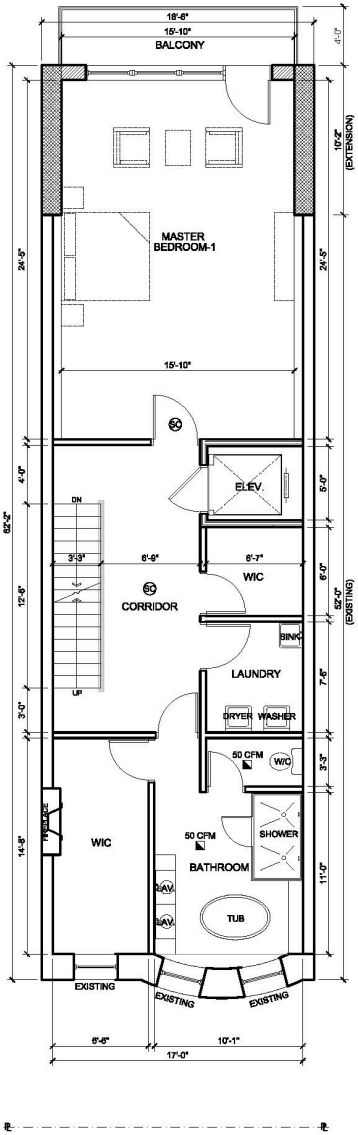 18'-6"
15'-10"
4'-0"
BALCONY
10'-2"
(EXTENSION)
24'-5"
24'-5"
MASTER
BEDROOM-1
15'-10"
SC
4'-0"
ELEV.
5'-0"
62'-2"
DN
3'-3"
6'-9"
6'-7"
WIC
6'-0"
52'-0"
(EXISTING)
SC
CORRIDOR
12'-6"
SINK
LAUNDRY
7'-6"
UP
3'-0"
DRYER
WASHER
50 CFM
W/C
3'-3"
FIREPLACE
14'-8"
WIC
50 CFM
SHOWER
BATHROOM
11'-0"
LAV.
LAV.
TUB
EXISTING
EXISTING
EXISTING
6'-6"
10'-1"
17'-0"